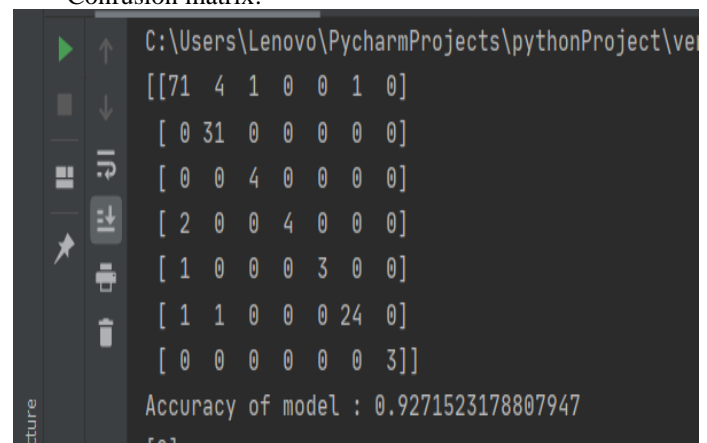 Confusion matrix:
C:\Users\Lenovo\PycharmProjects\pythonProject\ve
[[71 4 1 0 0 1 0]
[ 0 31 0 0 0 0 0]
[ 0 0 4 0 0 0 0]
[ 2 0 0 4 0 0 0]
[ 1 0 0 0 3 0 0]
[ 1 1 0 0 0 24 0]
[ 0 0 0 0 0 0 3]]
Accuracy of model : 0.9271523178807947
cture